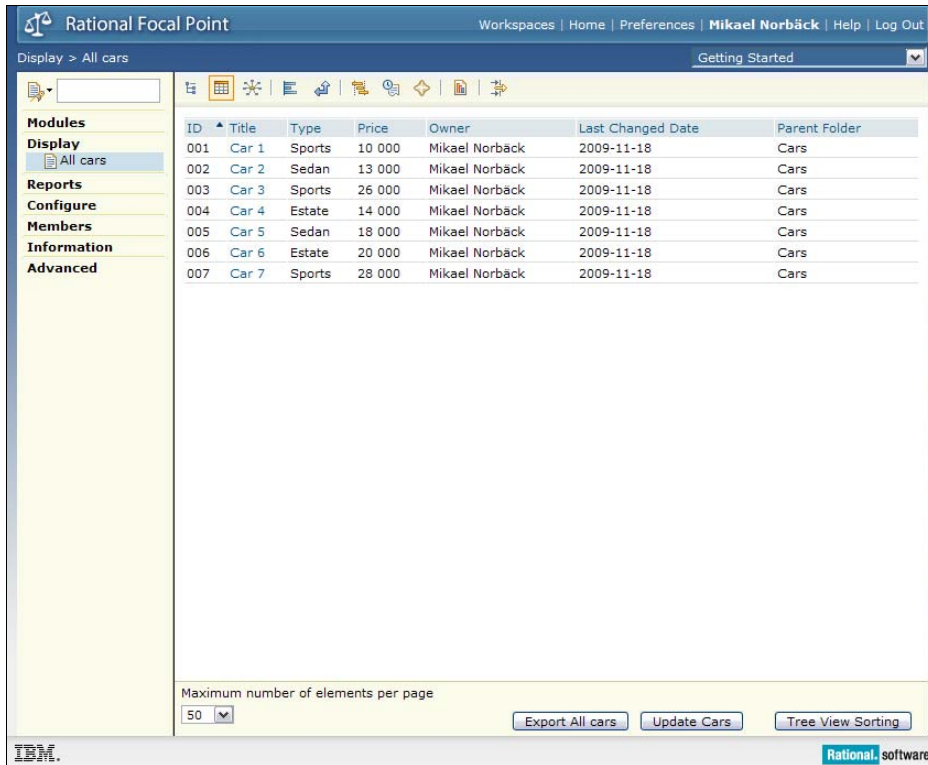 Rational Focal Point
Workspaces | Home | Preferences | Mikael Norbäck | Help | Log Out
Display > All cars
Getting Started
Modules
Display
All cars
Reports
Configure
Members
Information
Advanced
ID Title Type Price Owner Last Changed Date Parent Folder
001 Car 1 Sports 10 000 Mikael Norbäck 2009-11-18 Cars
002 Car 2 Sedan 13 000 Mikael Norbäck 2009-11-18 Cars
003 Car 3 Sports 26 000 Mikael Norbäck 2009-11-18 Cars
004 Car 4 Estate 14 000 Mikael Norbäck 2009-11-18 Cars
005 Car 5 Sedan 18 000 Mikael Norbäck 2009-11-18 Cars
006 Car 6 Estate 20 000 Mikael Norbäck 2009-11-18 Cars
007 Car 7 Sports 28 000 Mikael Norbäck 2009-11-18 Cars
Maximum number of elements per page
50
Export All cars Update Cars Tree View Sorting
IBM. Rational. software